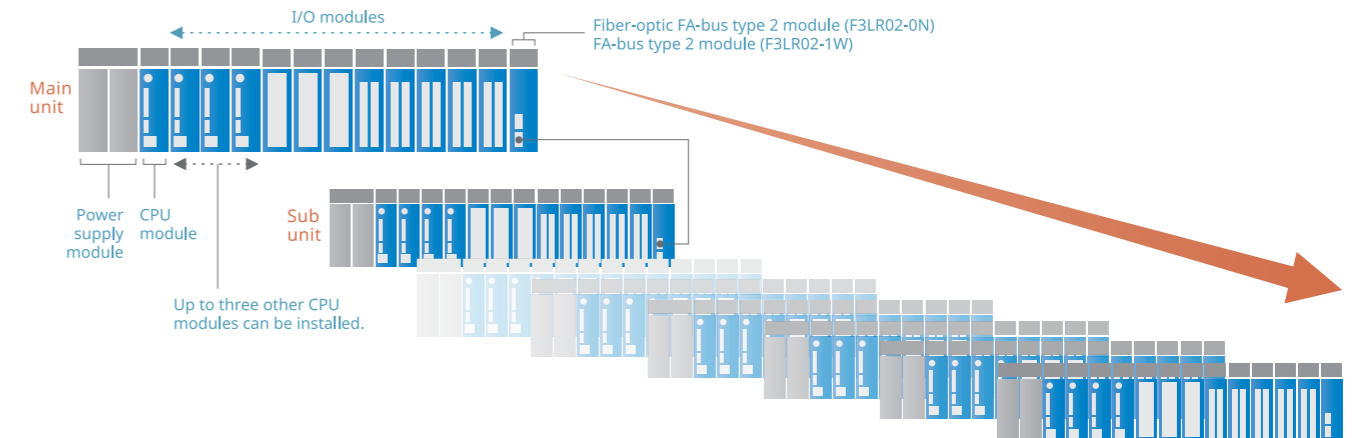 I/O modules
Fiber-optic FA-bus type 2 module (F3LR02-0N)
FA-bus type 2 module (F3LR02-1W)
Main
unit
Power
supply
module
CPU
module
Sub
unit
Up to three other CPU
modules can be installed.